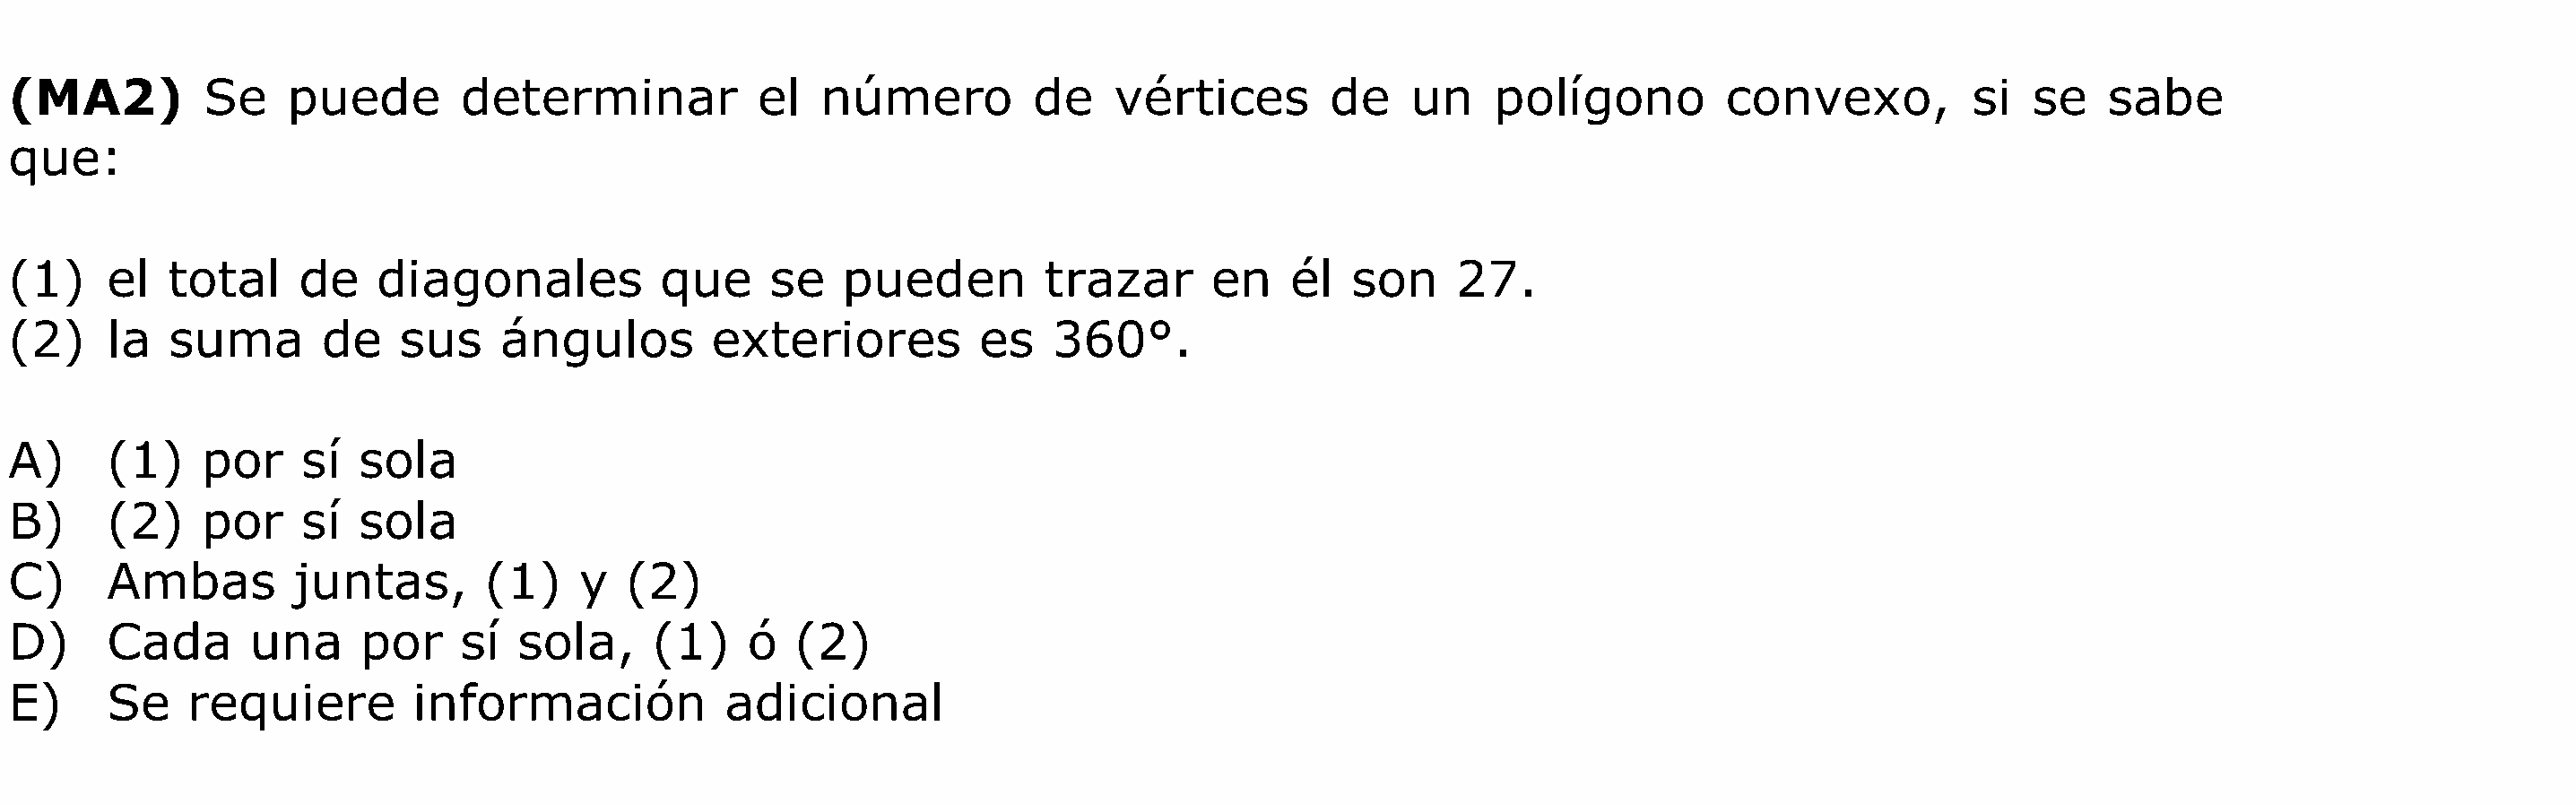 (MA2) Se puede determinar el número de vértices de un polígono convexo, si se sabe
que:
(1) el total de diagonales que se pueden trazar en él son 27.
(2) la suma de sus ángulos exteriores es 360°.
A) (1) por sí sola
B) (2) por sí sola
C) Ambas juntas, (1) y (2)
D) Cada una por sí sola, (1) ó (2)
E) Se requiere información adicional